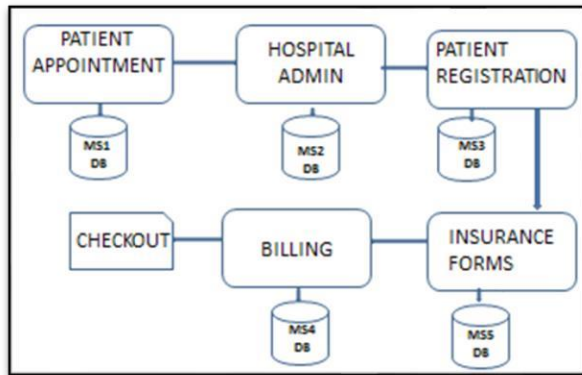 PATIENT
APPOINTMENT
HOSPITAL
ADMIN
PATIENT
REGISTRATION
MS1
DB
MS2
DB
MS3
DB
CHECKOUT
BILLING
INSURANCE
FORMS
MS4
DB
MS5
DB